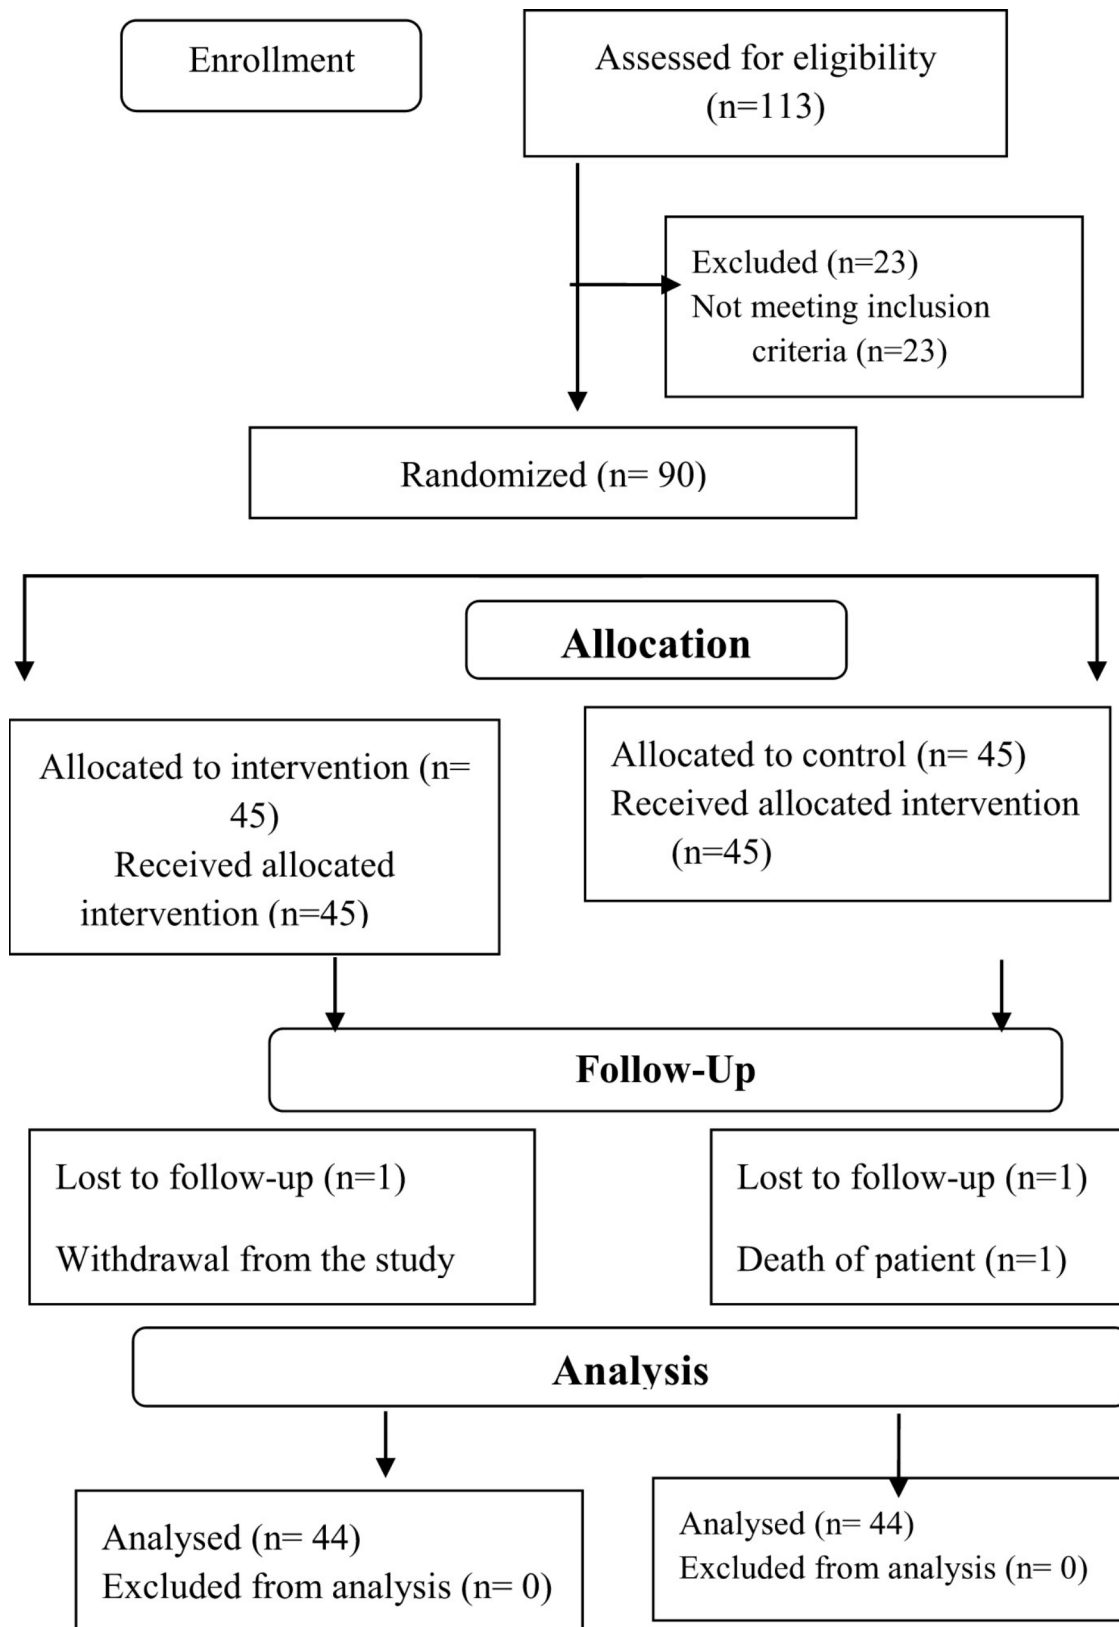 Enrollment
Assessed for eligibility
(n=113)
Excluded (n=23)
Not meeting inclusion
criteria (n=23)
Randomized (n= 90)
Allocation
Allocated to intervention (n=
45)
Received allocated
intervention (n=45)
Allocated to control (n= 45)
Received allocated intervention
(n=45)
Follow-Up
Lost to follow-up (n=1)
Withdrawal from the study
Lost to follow-up (n=1)
Death of patient (n=1)
Analysis
Analysed (n= 44)
Excluded from analysis (n= 0)
Analysed (n= 44)
Excluded from analysis (n= 0)